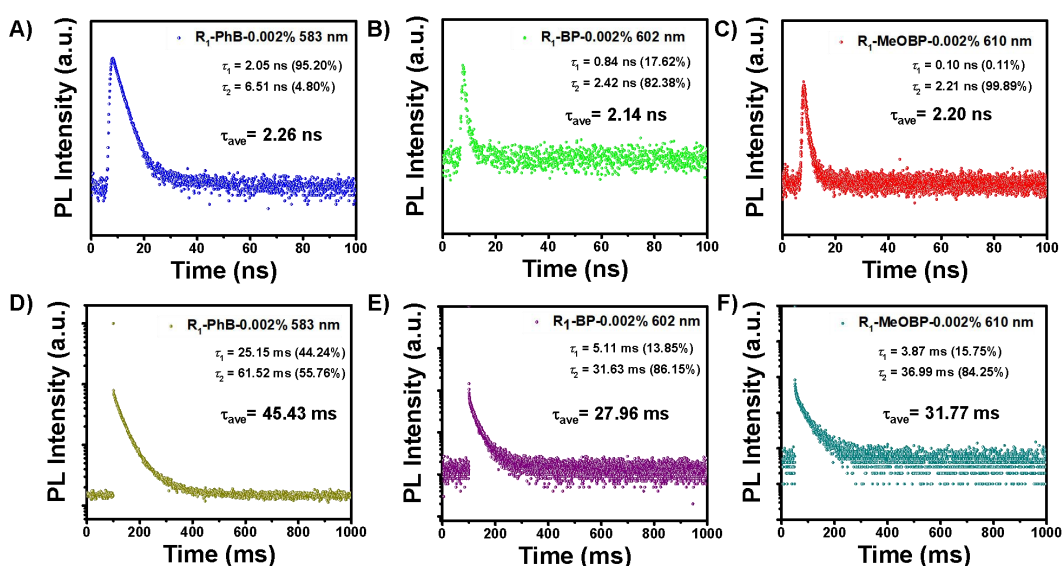 A)
PL Intensity (a.u.)
R1-PhB-0.002% 583 nm
τ1 = 2.05 ns (95.20%)
τ2 = 6.51 ns (4.80%)
τave= 2.26 ns
0 20 40 60 80 100
Time (ns)
B)
PL Intensity (a.u.)
R1-BP-0.002% 602 nm
τ1 = 0.84 ns (17.62%)
τ2 = 2.42 ns (82.38%)
τave= 2.14 ns
0 20 40 60 80 100
Time (ns)
C)
PL Intensity (a.u.)
R1-MeOBP-0.002% 610 nm
τ1 = 0.10 ns (0.11%)
τ2 = 2.21 ns (99.89%)
τave= 2.20 ns
0 20 40 60 80 100
Time (ns)
D)
PL Intensity (a.u.)
R1-PhB-0.002% 583 nm
τ1 = 25.15 ms (44.24%)
τ2 = 61.52 ms (55.76%)
τave= 45.43 ms
0 200 400 600 800 1000
Time (ms)
E)
PL Intensity (a.u.)
R1-BP-0.002% 602 nm
τ1 = 5.11 ms (13.85%)
τ2 = 31.63 ms (86.15%)
τave= 27.96 ms
0 200 400 600 800 1000
Time (ms)
F)
PL Intensity (a.u.)
R1-MeOBP-0.002% 610 nm
τ1 = 3.87 ms (15.75%)
τ2 = 36.99 ms (84.25%)
τave= 31.77 ms
0 200 400 600 800 1000
Time (ms)